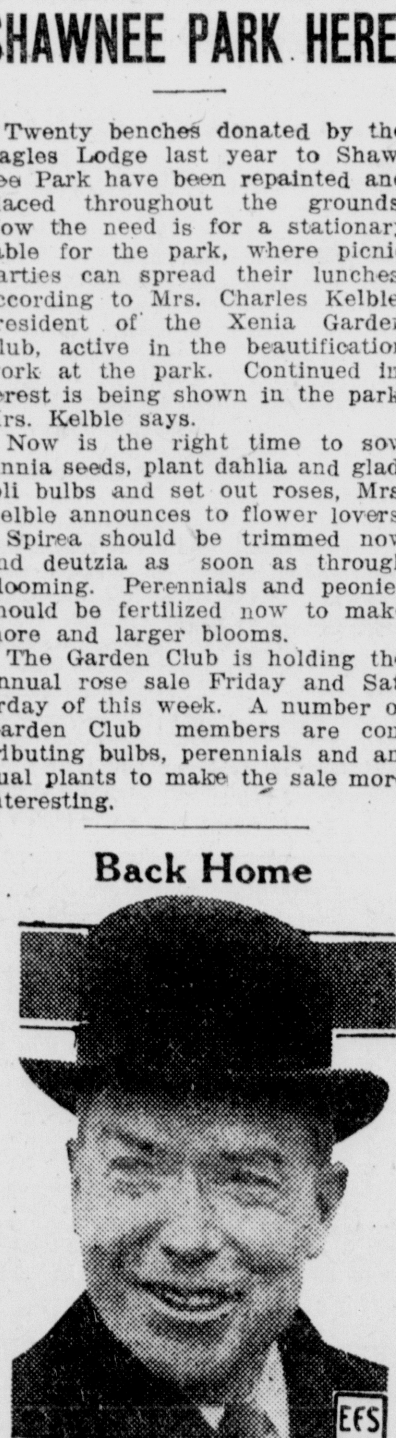 SHAWNEE PARK HERE
Twenty benches donated by the
agles Lodge last year to Shaw
ee Park have been repainted and
laced throughout the grounds
ow the need is for a stationary
able for the park, where picni
arties can spread their lunches
ccording to Mrs. Charles Kelble
resident of the Xenia Garden
lub, active in the beautification
ork at the park. Continued in
erest is being shown in the park
rs. Kelble says.
Now is the right time to sow
innia seeds, plant dahlia and glad
oli bulbs and set out roses, Mrs
elble announces to flower lovers
Spirea should be trimmed now
nd deutzia as soon as through
looming. Perennials and peonie
hould be fertilized now to mak
ore and larger blooms.
The Garden Club is holding the
nnual rose sale Friday and Sat
rday of this week. A number o
arden Club members are con
ributing bulbs, perennials and an
ual plants to make the sale mor
nteresting.
Back Home
EFS